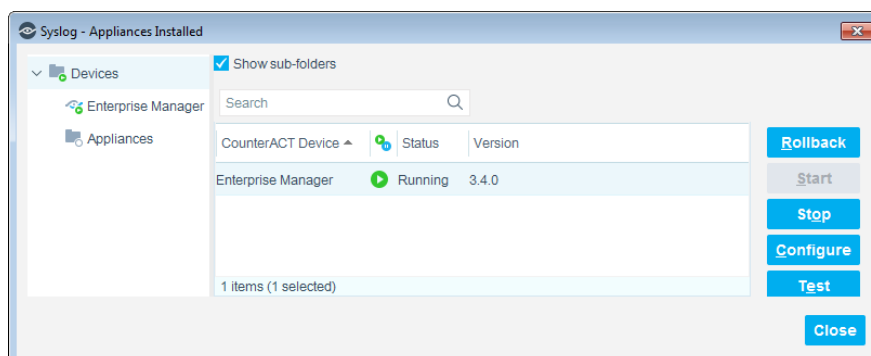 Syslog - Appliances Installed
Devices
Enterprise Manager
Appliances
Show sub-folders
Search
CounterACT Device Status Version
Enterprise Manager Running 3.4.0
1 items (1 selected)
Rollback
Start
Stop
Configure
Test
Close